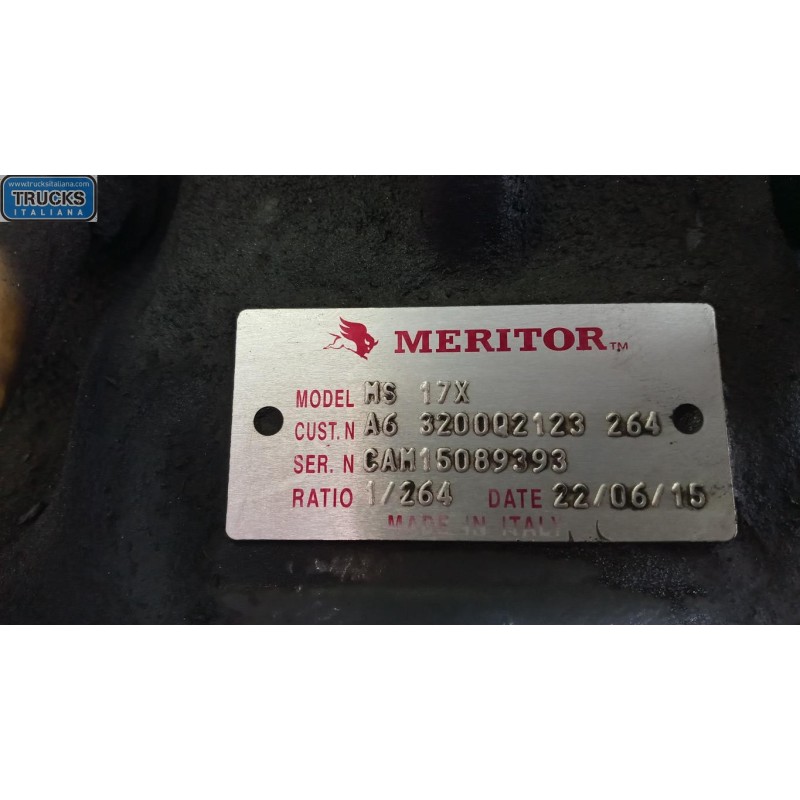 www.trucksitaliana.com
TRUCKS
ITALIANA
MERITOR™
MODEL MS 17X
CUST. N A6 3200Q2123 264
SER. N CAM15089393
RATIO 1/264 DATE 22/06/15
MADE IN ITALY